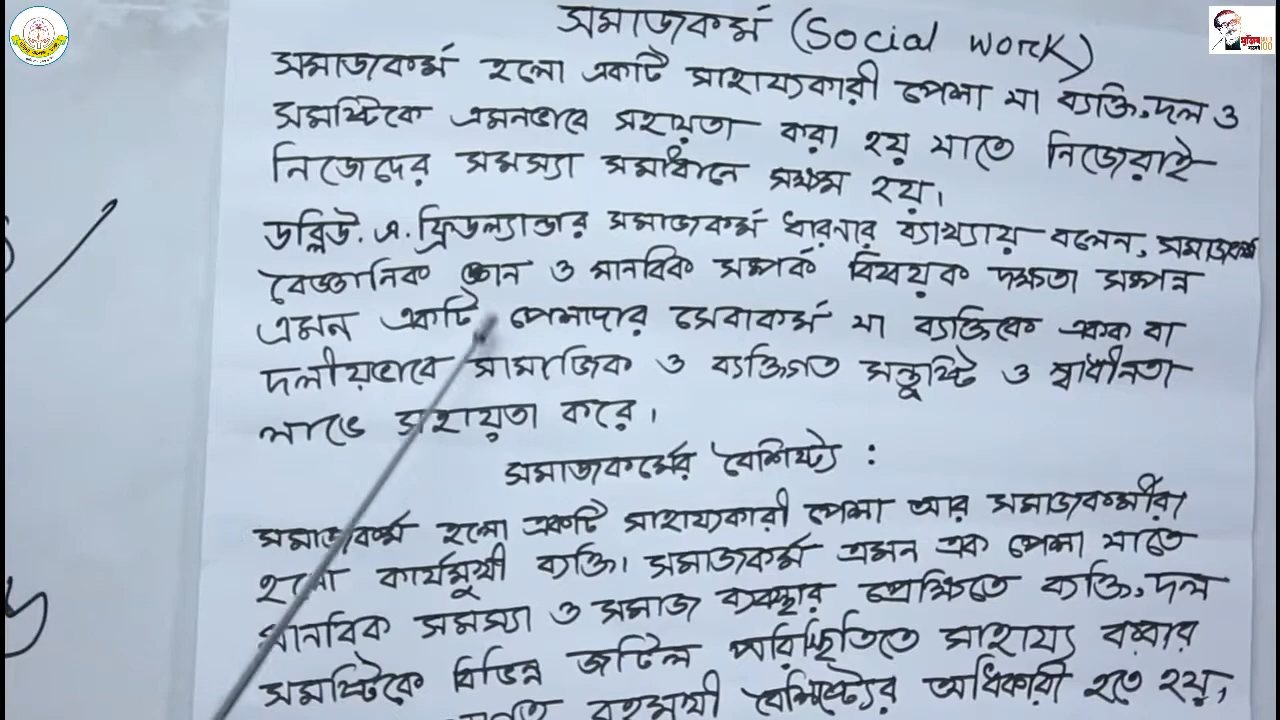 সমাজকর্ম (Social Work)
সমাজকর্ম হলো একটি সাহায্যকারী পেশা যা ব্যক্তি, দল ও
সমষ্টিকে এমনভাবে সহায়তা করা হয় যাতে নিজেরাই
নিজেদের সমস্যা সমাধানে সক্ষম হয়।
ডব্লিউ. এ. ফ্রিডল্যান্ডার সমাজকর্ম ধারনার ব্যাখ্যায় বলেন, সমাজকর্ম
বৈজ্ঞানিক জ্ঞান ও মানবিক সম্পর্ক বিষয়ক দক্ষতা সম্পন্ন
এমন একটি পেশাদার সেবাকর্ম যা ব্যক্তিকে একক বা
দলীয়ভাবে সামাজিক ও ব্যক্তিগত সন্তুষ্টি ও স্বাধীনতা
লাভে সহায়তা করে।
সমাজকর্মের বৈশিষ্ট্য :
সমাজকর্ম হলো একটি সাহায্যকারী পেশা আর সমাজকর্মীরা
হলো কার্যমুখী ব্যক্তি। সমাজকর্ম এমন এক পেশা যাতে
মানবিক সমস্যা ও সমাজ ব্যবস্থার প্রেক্ষিতে ব্যক্তি, দল
সমষ্টিকে বিভিন্ন জটিল পরিস্থিতিতে সাহায্য করার
বহুমুখী বৈশিষ্ট্যের অধিকারী হতে হয়,